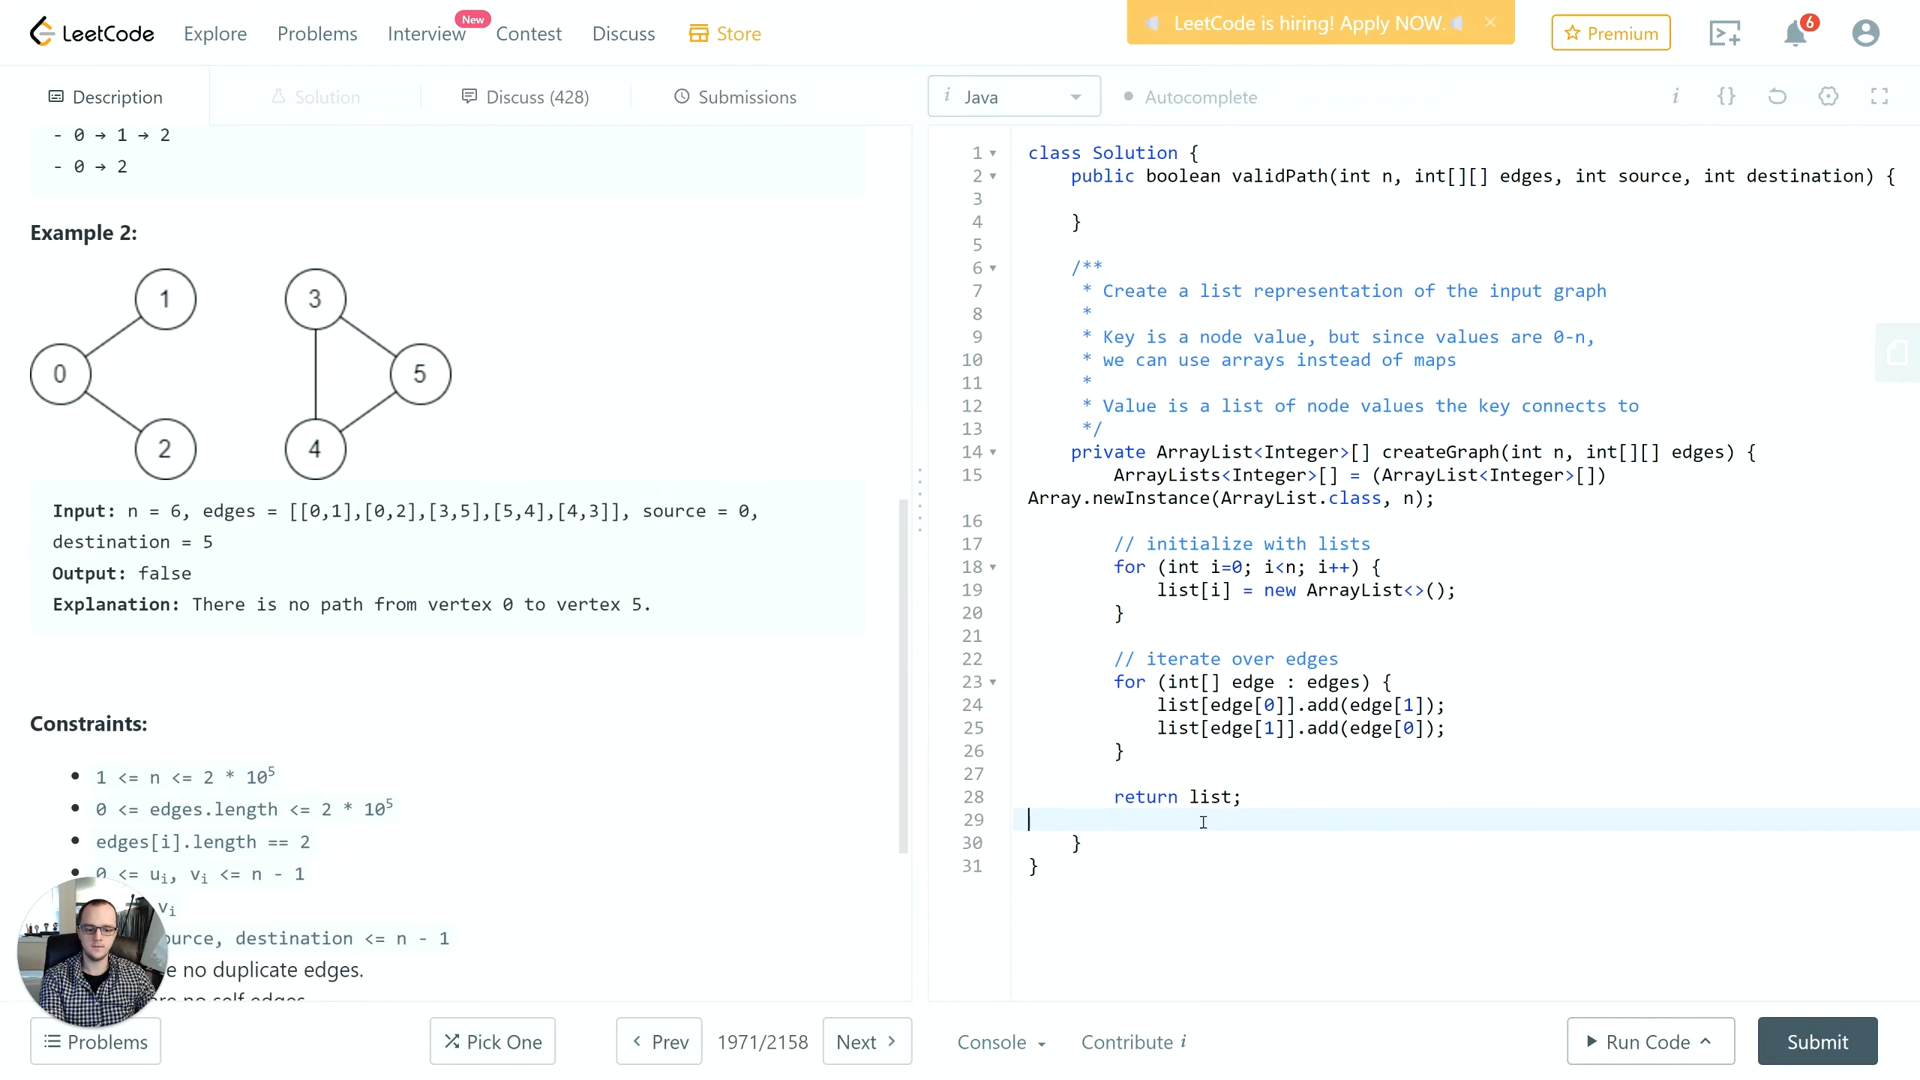 LeetCode Explore Problems Interview New Contest Discuss Store LeetCode is hiring! Apply NOW. × Premium 6
Description Solution Discuss (428) Submissions
- 0 → 1 → 2
- 0 → 2
Example 2:
1
3
0
5
2
4
Input: n = 6, edges = [[0,1],[0,2],[3,5],[5,4],[4,3]], source = 0,
destination = 5
Output: false
Explanation: There is no path from vertex 0 to vertex 5.
Constraints:
1 <= n <= 2 * 10⁵
0 <= edges.length <= 2 * 10⁵
edges[i].length == 2
0 <= uᵢ, vᵢ <= n - 1
vᵢ
ource, destination <= n - 1
e no duplicate edges.
re no self edges.
Problems Pick One Prev 1971/2158 Next
i Java Autocomplete i {}
1 class Solution {
2 public boolean validPath(int n, int[][] edges, int source, int destination) {
3
4 }
5
6 /**
7 * Create a list representation of the input graph
8 *
9 * Key is a node value, but since values are 0-n,
10 * we can use arrays instead of maps
11 *
12 * Value is a list of node values the key connects to
13 */
14 private ArrayList<Integer>[] createGraph(int n, int[][] edges) {
15 ArrayLists<Integer>[] = (ArrayList<Integer>[])
Array.newInstance(ArrayList.class, n);
16
17 // initialize with lists
18 for (int i=0; i<n; i++) {
19 list[i] = new ArrayList<>();
20 }
21
22 // iterate over edges
23 for (int[] edge : edges) {
24 list[edge[0]].add(edge[1]);
25 list[edge[1]].add(edge[0]);
26 }
27
28 return list;
29
30 }
31 }
Console Contribute i Run Code Submit